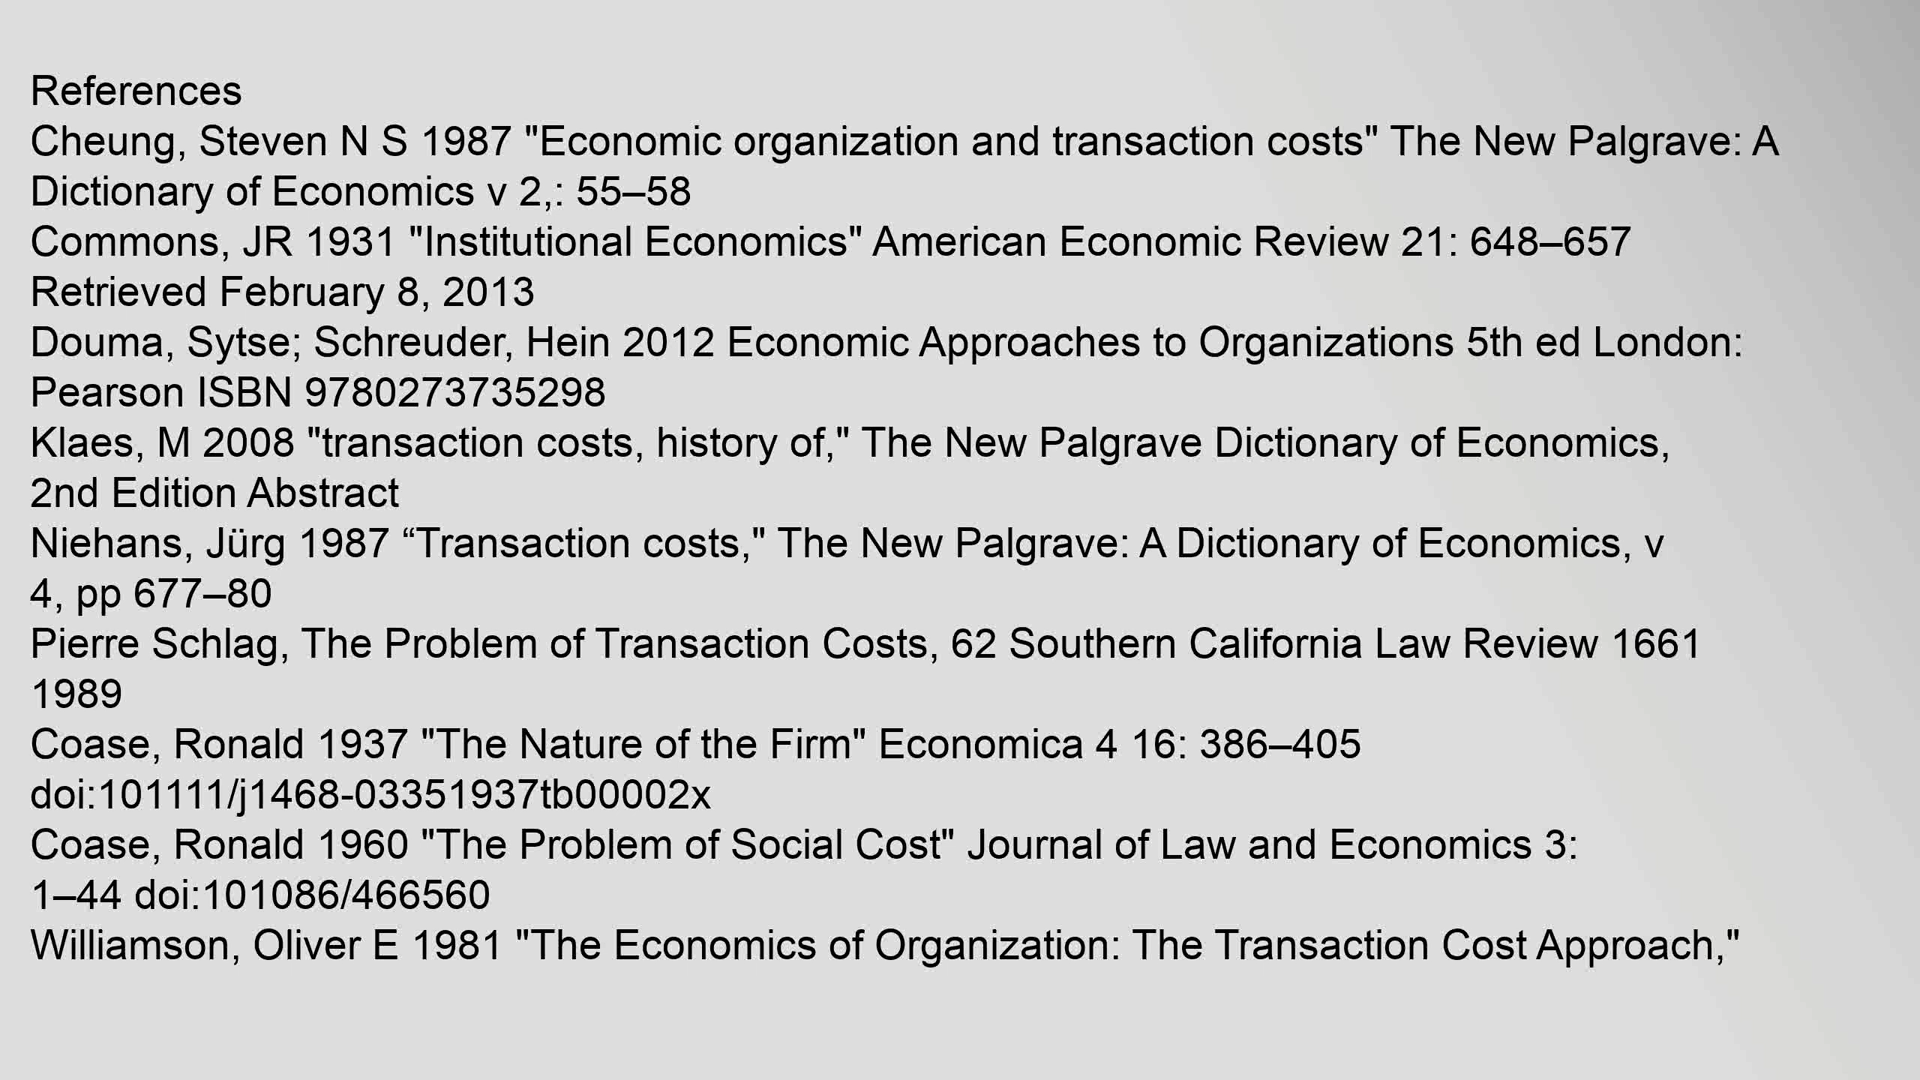 References
Cheung, Steven N S 1987 "Economic organization and transaction costs" The New Palgrave: A
Dictionary of Economics v 2,: 55–58
Commons, JR 1931 "Institutional Economics" American Economic Review 21: 648–657
Retrieved February 8, 2013
Douma, Sytse; Schreuder, Hein 2012 Economic Approaches to Organizations 5th ed London:
Pearson ISBN 9780273735298
Klaes, M 2008 "transaction costs, history of," The New Palgrave Dictionary of Economics,
2nd Edition Abstract
Niehans, Jürg 1987 “Transaction costs," The New Palgrave: A Dictionary of Economics, v
4, pp 677–80
Pierre Schlag, The Problem of Transaction Costs, 62 Southern California Law Review 1661
1989
Coase, Ronald 1937 "The Nature of the Firm" Economica 4 16: 386–405
doi:101111/j1468-03351937tb00002x
Coase, Ronald 1960 "The Problem of Social Cost" Journal of Law and Economics 3:
1–44 doi:101086/466560
Williamson, Oliver E 1981 "The Economics of Organization: The Transaction Cost Approach,"